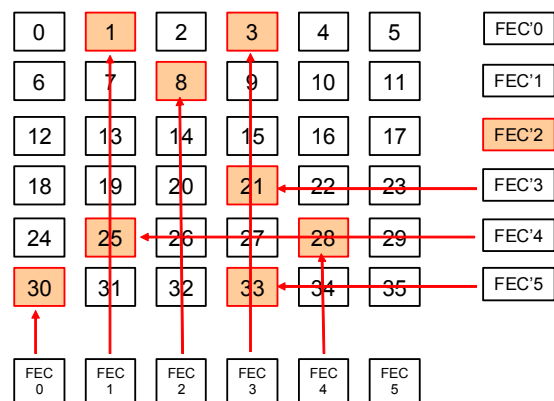 0 1 2 3 4 5 FEC'0
6 7 8 9 10 11 FEC'1
12 13 14 15 16 17 FEC'2
18 19 20 21 22 23 FEC'3
24 25 26 27 28 29 FEC'4
30 31 32 33 34 35 FEC'5
FEC FEC FEC FEC FEC FEC
0 1 2 3 4 5